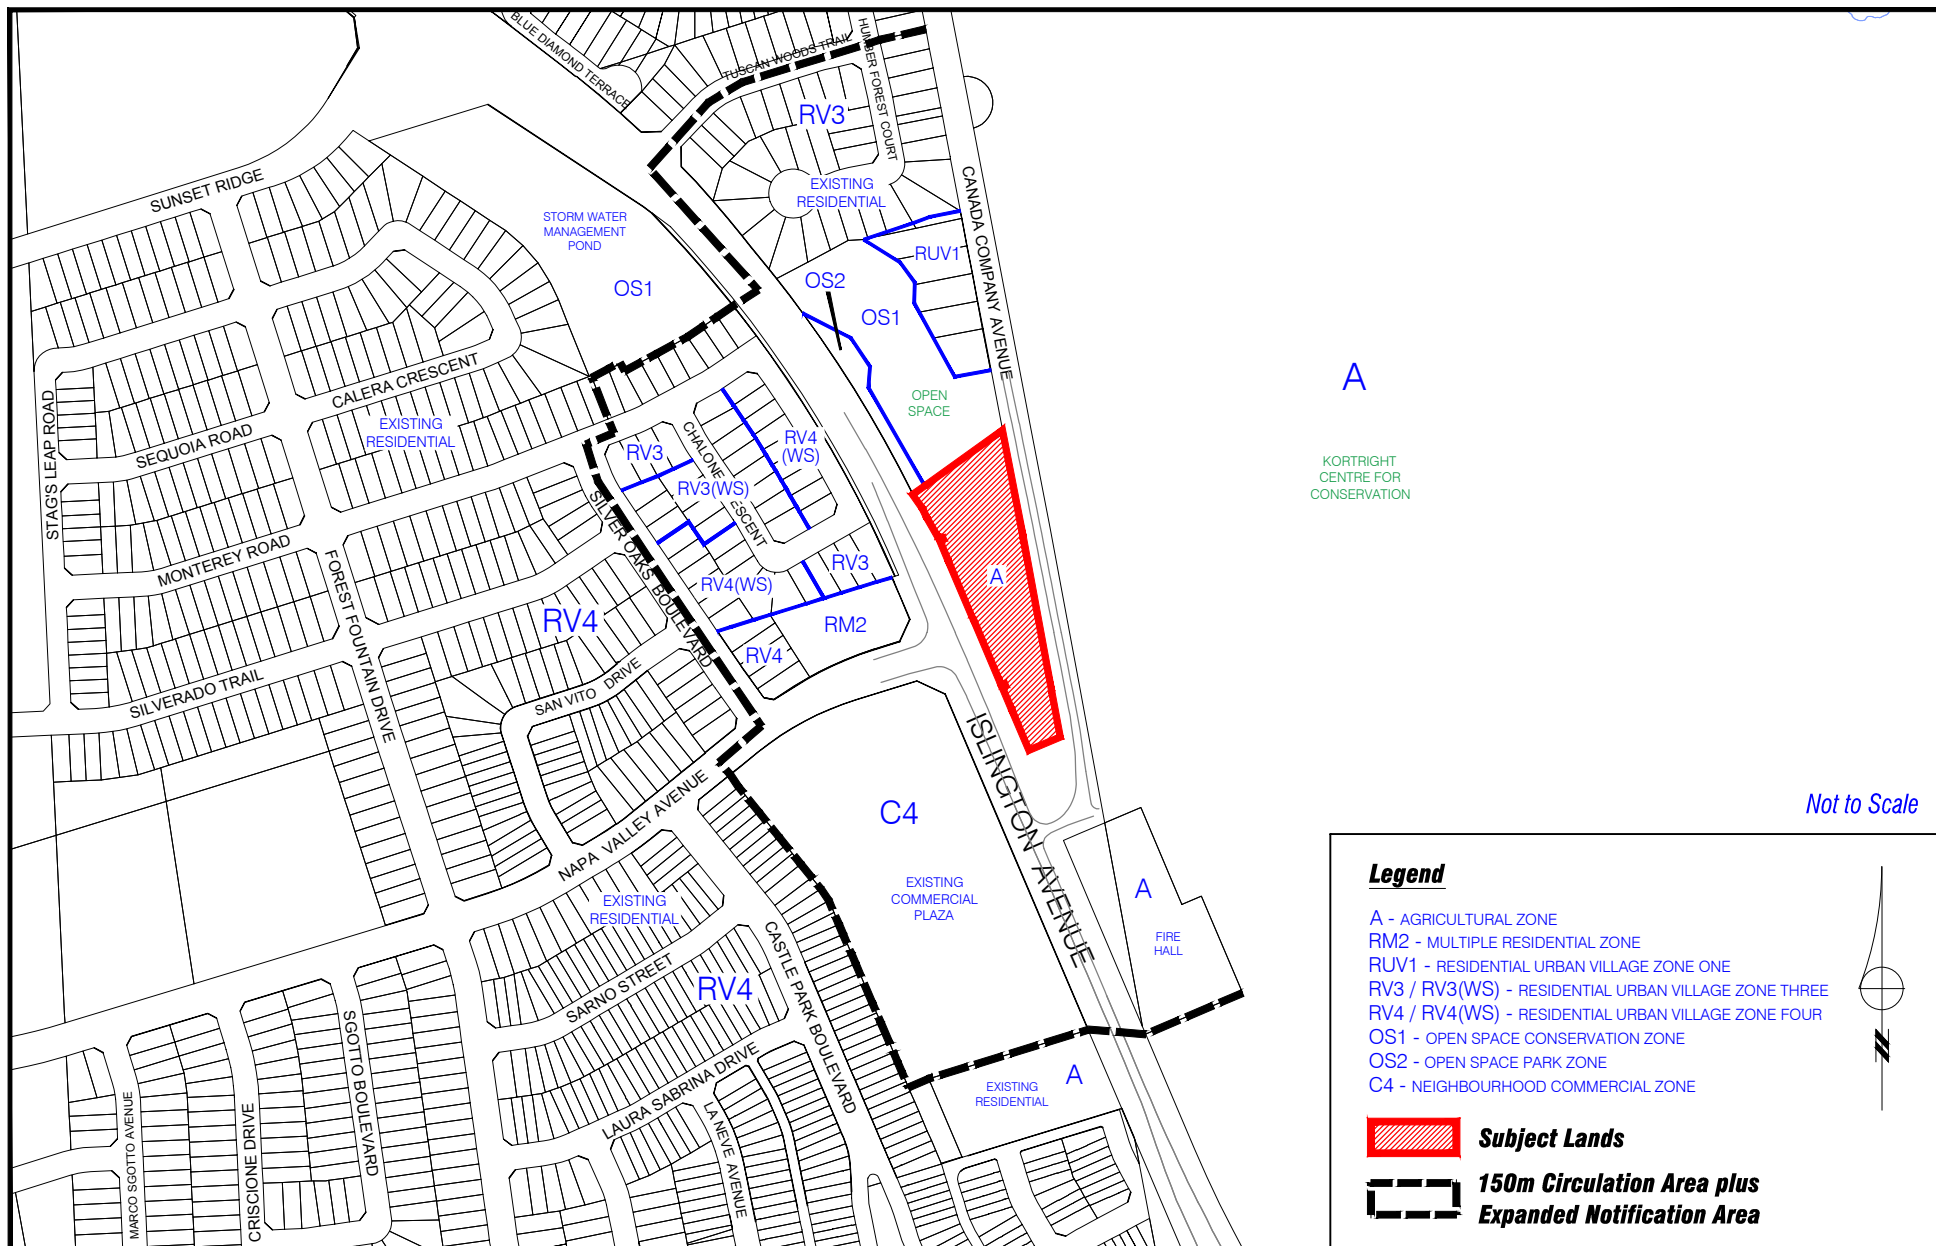 BLUE DIAMOND TERRACE
TUSCAN WOODS TRAIL
HUMBER FOREST COURT
RV3
EXISTING
RESIDENTIAL
CANADA COMPANY AVENUE
SUNSET RIDGE
STORM WATER
MANAGEMENT
POND
OS1
OS2
OS1
RUV1
OPEN
SPACE
A
KORTRIGHT
CENTRE FOR
CONSERVATION
STAG'S LEAP ROAD
CALERA CRESCENT
SEQUOIA ROAD
EXISTING
RESIDENTIAL
MONTEREY ROAD
FOREST FOUNTAIN DRIVE
SILVERADO TRAIL
RV4
SAN VITO DRIVE
SILVER OAKS BOULEVARD
RV3
RV3(WS)
CHALONE
ESCENT
RV4
(WS)
RV4(WS)
RV3
RM2
RV4
A
ISLINGTON AVENUE
NAPA VALLEY AVENUE
C4
EXISTING
COMMERCIAL
PLAZA
EXISTING
RESIDENTIAL
RV4
SARNO STREET
CASTLE PARK BOULEVARD
LAURA SABRINA DRIVE
LA NEVE AVENUE
SGOTTO BOULEVARD
CRISCIONE DRIVE
MARCO SGOTTO AVENUE
A
FIRE
HALL
EXISTING
RESIDENTIAL
A
Not to Scale
Legend
A - AGRICULTURAL ZONE
RM2 - MULTIPLE RESIDENTIAL ZONE
RUV1 - RESIDENTIAL URBAN VILLAGE ZONE ONE
RV3 / RV3(WS) - RESIDENTIAL URBAN VILLAGE ZONE THREE
RV4 / RV4(WS) - RESIDENTIAL URBAN VILLAGE ZONE FOUR
OS1 - OPEN SPACE CONSERVATION ZONE
OS2 - OPEN SPACE PARK ZONE
C4 - NEIGHBOURHOOD COMMERCIAL ZONE
Subject Lands
150m Circulation Area plus
Expanded Notification Area
N